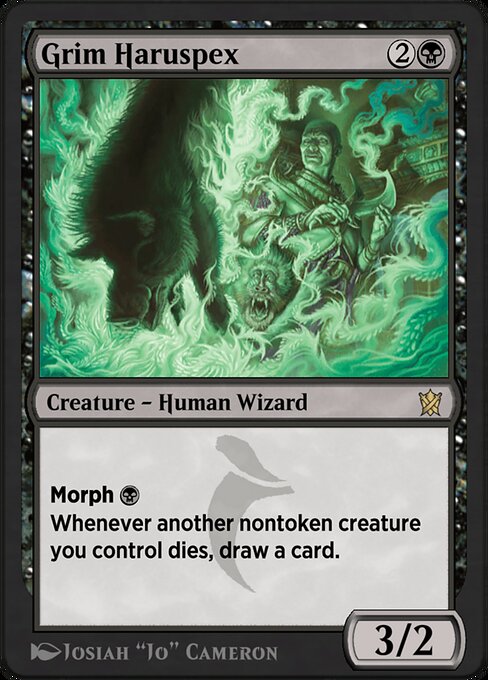 Grim Haruspex 2
Creature – Human Wizard
Morph
Whenever another nontoken creature
you control dies, draw a card.
3/2
Josiah "Jo" Cameron